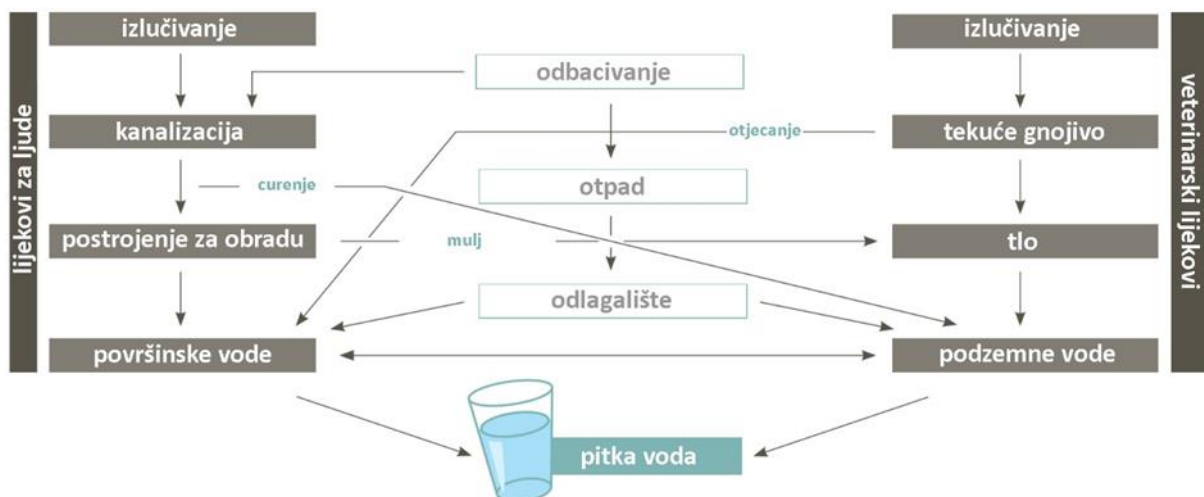 lijekovi za ljude
izlučivanje
kanalizacija
curenje
postrojenje za obradu
mulj
površinske vode
odbacivanje
otpad
odlagalište
otjecanje
izlučivanje
tekuće gnojivo
tlo
podzemne vode
veterinarski lijekovi
pitka voda